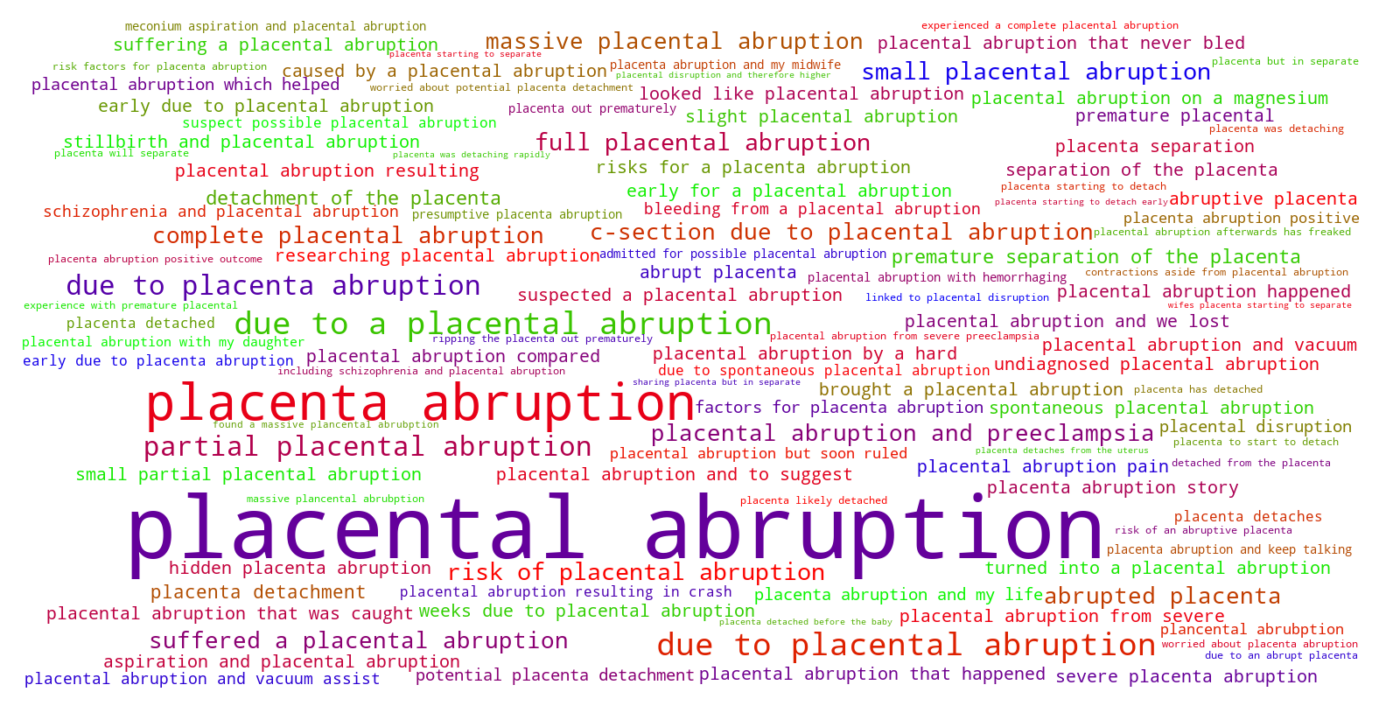 meconium aspiration and placental abruption
experienced a complete placental abruption
suffering a placental abruption
massive placental abruption
placental abruption that never bled
placenta starting to separate
risk factors for placenta abruption
caused by a placental abruption
placenta abruption and my midwife
placental disruption and therefore higher
small placental abruption
placenta but in separate
placental abruption which helped
worried about potential placenta detachment
looked like placental abruption
placental abruption on a magnesium
early due to placental abruption
placenta out prematurely
slight placental abruption
premature placental
suspect possible placental abruption
placenta was detaching
stillbirth and placental abruption
full placental abruption
placenta separation
placenta will separate
placenta was detaching rapidly
placental abruption resulting
risks for a placenta abruption
separation of the placenta
detachment of the placenta
early for a placental abruption
placenta starting to detach
placenta starting to detach early
abruptive placenta
schizophrenia and placental abruption
presumptive placenta abruption
bleeding from a placental abruption
placenta abruption positive
complete placental abruption
c-section due to placental abruption
placental abruption afterwards has freaked
placenta abruption positive outcome
researching placental abruption
admitted for possible placental abruption
premature separation of the placenta
due to placenta abruption
abrupt placenta
placental abruption with hemorrhaging
contractions aside from placental abruption
suspected a placental abruption
linked to placental disruption
placental abruption happened
experience with premature placental
wifes placenta starting to separate
placenta detached
due to a placental abruption
placental abruption and we lost
placental abruption with my daughter
ripping the placenta out prematurely
placental abruption from severe preeclampsia
placental abruption and vacuum
early due to placenta abruption
placental abruption compared
placental abruption by a hard
undiagnosed placental abruption
including schizophrenia and placental abruption
due to spontaneous placental abruption
sharing placenta but in separate
placenta abruption
brought a placental abruption
placenta has detached
factors for placenta abruption
spontaneous placental abruption
found a massive plancental abrubption
partial placental abruption
placental abruption and preeclampsia
placental disruption
placenta to start to detach
placental abruption but soon ruled
placenta detaches from the uterus
small partial placental abruption
placental abruption and to suggest
placental abruption pain
detached from the placenta
placenta abruption story
massive plancental abrubption
placental abruption
placenta likely detached
placenta detaches
risk of an abruptive placenta
placenta abruption and keep talking
hidden placenta abruption
risk of placental abruption
turned into a placental abruption
placenta detachment
placental abruption resulting in crash
placenta abruption and my life
abrupted placenta
placental abruption that was caught
weeks due to placental abruption
placenta detached before the baby
placental abruption from severe
plancental abrubption
suffered a placental abruption
due to placental abruption
worried about placenta abruption
due to an abrupt placenta
aspiration and placental abruption
placental abruption and vacuum assist
potential placenta detachment
placental abruption that happened
severe placenta abruption